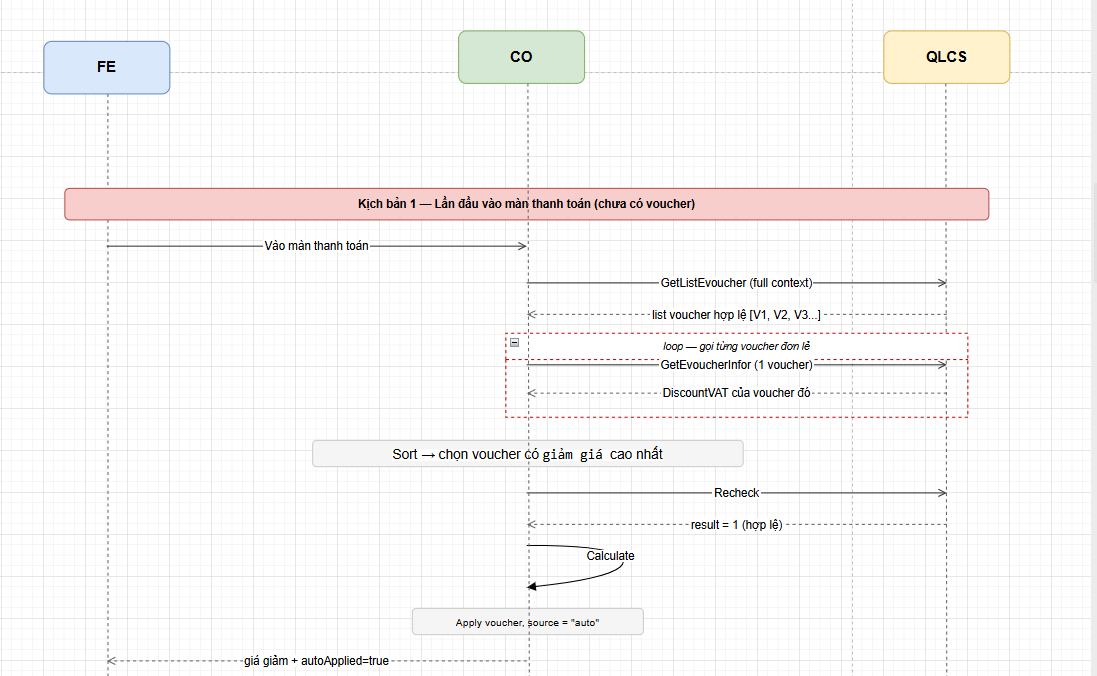 FE
CO
QLCS
Kịch bản 1 — Lần đầu vào màn thanh toán (chưa có voucher)
Vào màn thanh toán
GetListEvoucher (full context)
list voucher hợp lệ [V1, V2, V3...]
loop — gọi từng voucher đơn lẻ
GetEvoucherInfor (1 voucher)
DiscountVAT của voucher đó
Sort → chọn voucher có giảm giá cao nhất
Recheck
result = 1 (hợp lệ)
Calculate
Apply voucher, source = "auto"
giá giảm + autoApplied=true